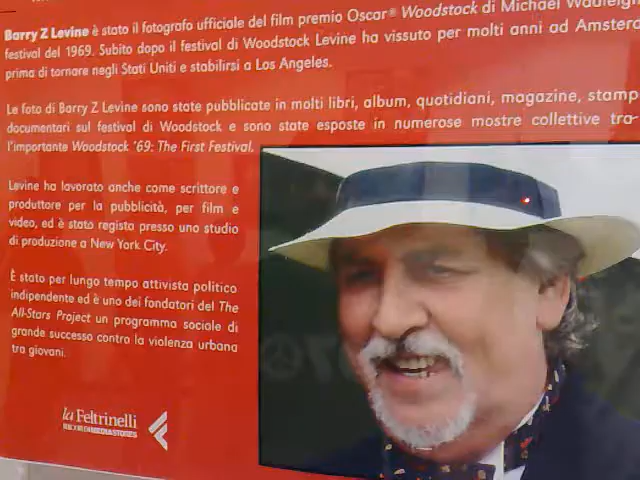 Barry Z Levine è stato il fotografo ufficiale del film premio Oscar® Woodstock di Michael
festival del 1969. Subito dopo il festival di Woodstock Levine ha vissuto per molti anni ad Amsterd
prima di tornare negli Stati Uniti e stabilirsi a Los Angeles.
Le foto di Barry Z Levine sono state pubblicate in molti libri, album, quotidiani, magazine, stamp
documentari sul festival di Woodstock e sono state esposte in numerose mostre collettive tra
l'importante Woodstock '69: The First Festival.
Levine ha lavorato anche come scrittore e
produttore per la pubblicità, per film e
video, ed è stato regista presso uno studio
di produzione a New York City.
È stato per lungo tempo attivista politico
indipendente ed è uno dei fondatori del The
All-Stars Project un programma sociale di
grande successo contro la violenza urbana
tra giovani.
la Feltrinelli